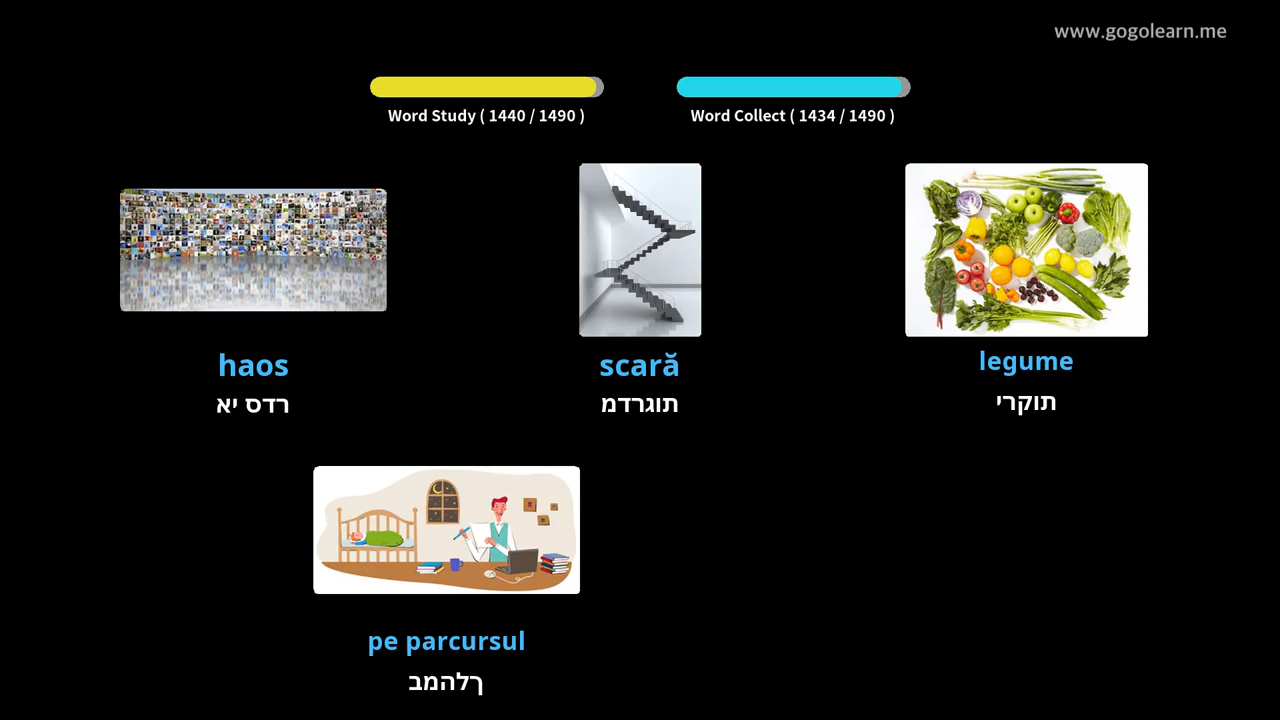 www.gogolearn.me
Word Study ( 1440 / 1490 )
Word Collect ( 1434 / 1490 )
haos
רדס יא
scară
תוגרדמ
legume
תוקרי
pe parcursul
ךלהמב